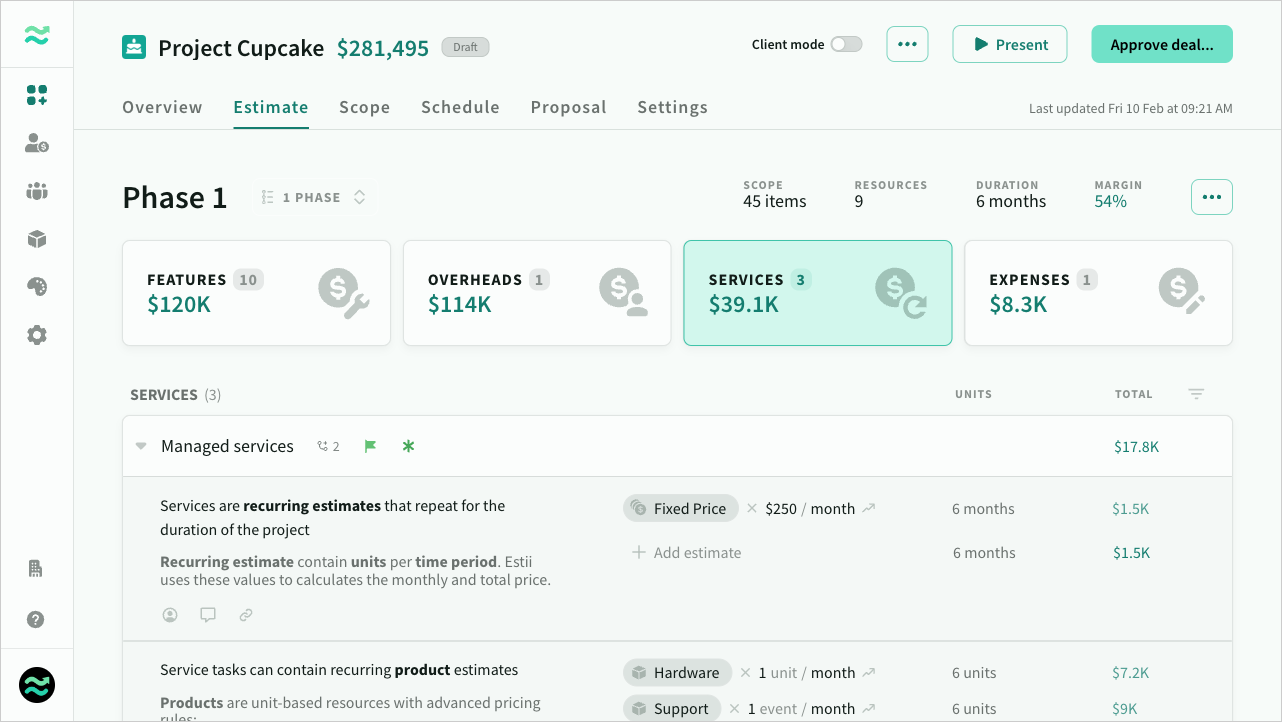 Project Cupcake $281,495 Draft
Client mode
Present
Approve deal...
Overview Estimate Scope Schedule Proposal Settings
Last updated Fri 10 Feb at 09:21 AM
Phase 1
1 PHASE
SCOPE
45 items
RESOURCES
9
DURATION
6 months
MARGIN
54%
FEATURES 10
$120K
OVERHEADS 1
$114K
SERVICES 3
$39.1K
EXPENSES 1
$8.3K
SERVICES (3) UNITS TOTAL
Managed services 2 $17.8K
Services are recurring estimates that repeat for the
duration of the project
Recurring estimate contain units per time period. Estii
uses these values to calculates the monthly and total price.
Fixed Price × $250 / month 6 months $1.5K
+ Add estimate 6 months $1.5K
Service tasks can contain recurring product estimates
Products are unit-based resources with advanced pricing
rules:
Hardware × 1 unit / month 6 units $7.2K
Support × 1 event / month 6 units $9K